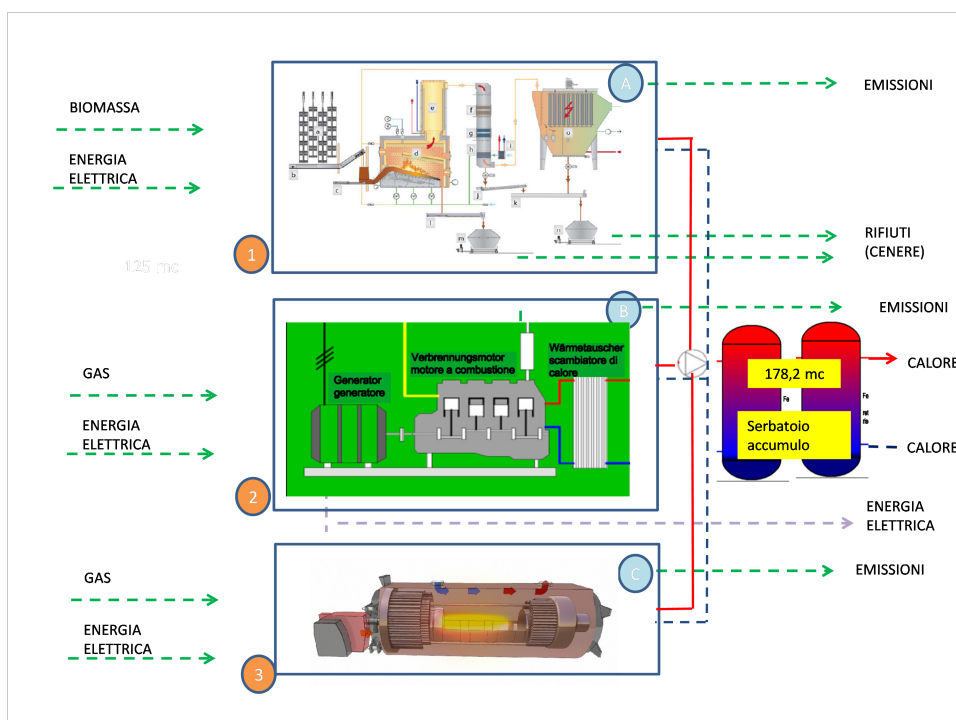 BIOMASSA
ENERGIA
ELETTRICA
a
b
c
d
e
f
g
h
i
j
k
l
m
n
o
A
EMISSIONI
RIFIUTI
(CENERE)
1
125 mc
GAS
ENERGIA
ELETTRICA
Generator
generatore
Verbrennungsmotor
motore a combustione
Wärmetauscher
scambiatore di
calore
B
EMISSIONI
2
178,2 mc
Fe
Serbatoio
accumulo
CALORE
CALORE
ENERGIA
ELETTRICA
GAS
ENERGIA
ELETTRICA
C
EMISSIONI
3